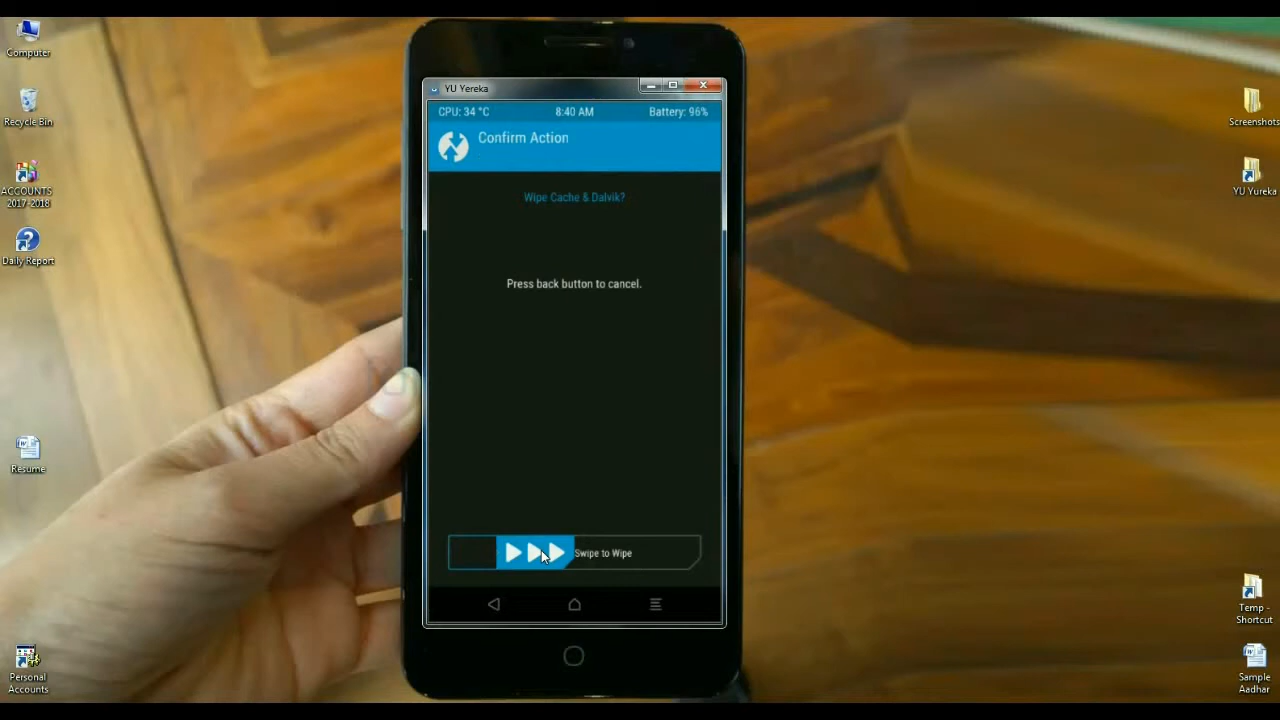 Computer
Recycle Bin
ACCOUNTS
2017-2018
Daily Report
Resume
Personal
Accounts
YU Yereka
CPU: 34 °C
8:40 AM
Battery: 96%
Confirm Action
Wipe Cache & Dalvik?
Press back button to cancel.
Swipe to Wipe
Screenshots
YU Yureka
Temp -
Shortcut
Sample
Aadhar